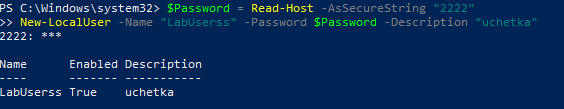 PS C:\Windows\system32> $Password = Read-Host -AsSecureString "2222"
>> New-LocalUser -Name "LabUserss" -Password $Password -Description "uchetka"
2222: ***
Name      Enabled Description
----      ------- -----------
LabUserss True    uchetka